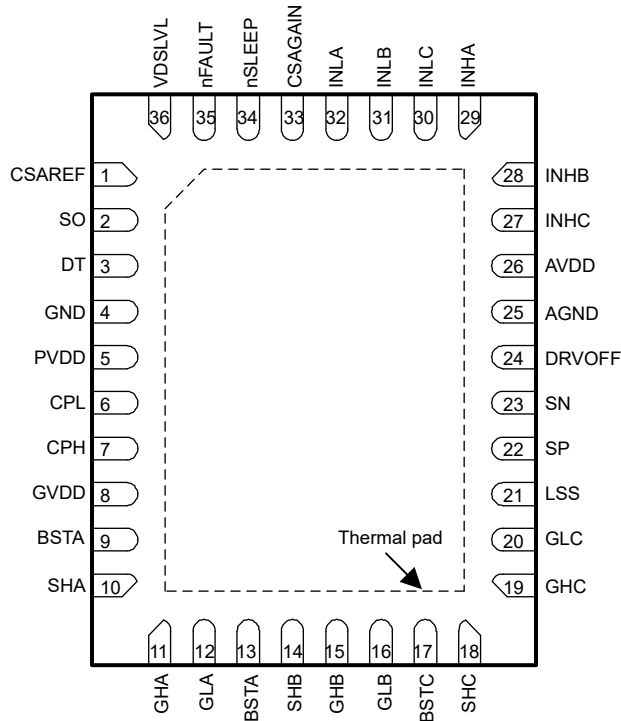 VDSLVL
nFAULT
nSLEEP
CSAGAIN
INLA
INLB
INLC
INHA
36
35
34
33
32
31
30
29
CSAREF 1
28 INHB
SO 2
27 INHC
DT 3
26 AVDD
GND 4
25 AGND
PVDD 5
24 DRVOFF
CPL 6
23 SN
CPH 7
22 SP
GVDD 8
21 LSS
BSTA 9
20 GLC
Thermal pad
SHA 10
19 GHC
11
12
13
14
15
16
17
18
GHA
GLA
BSTA
SHB
GHB
GLB
BSTC
SHC